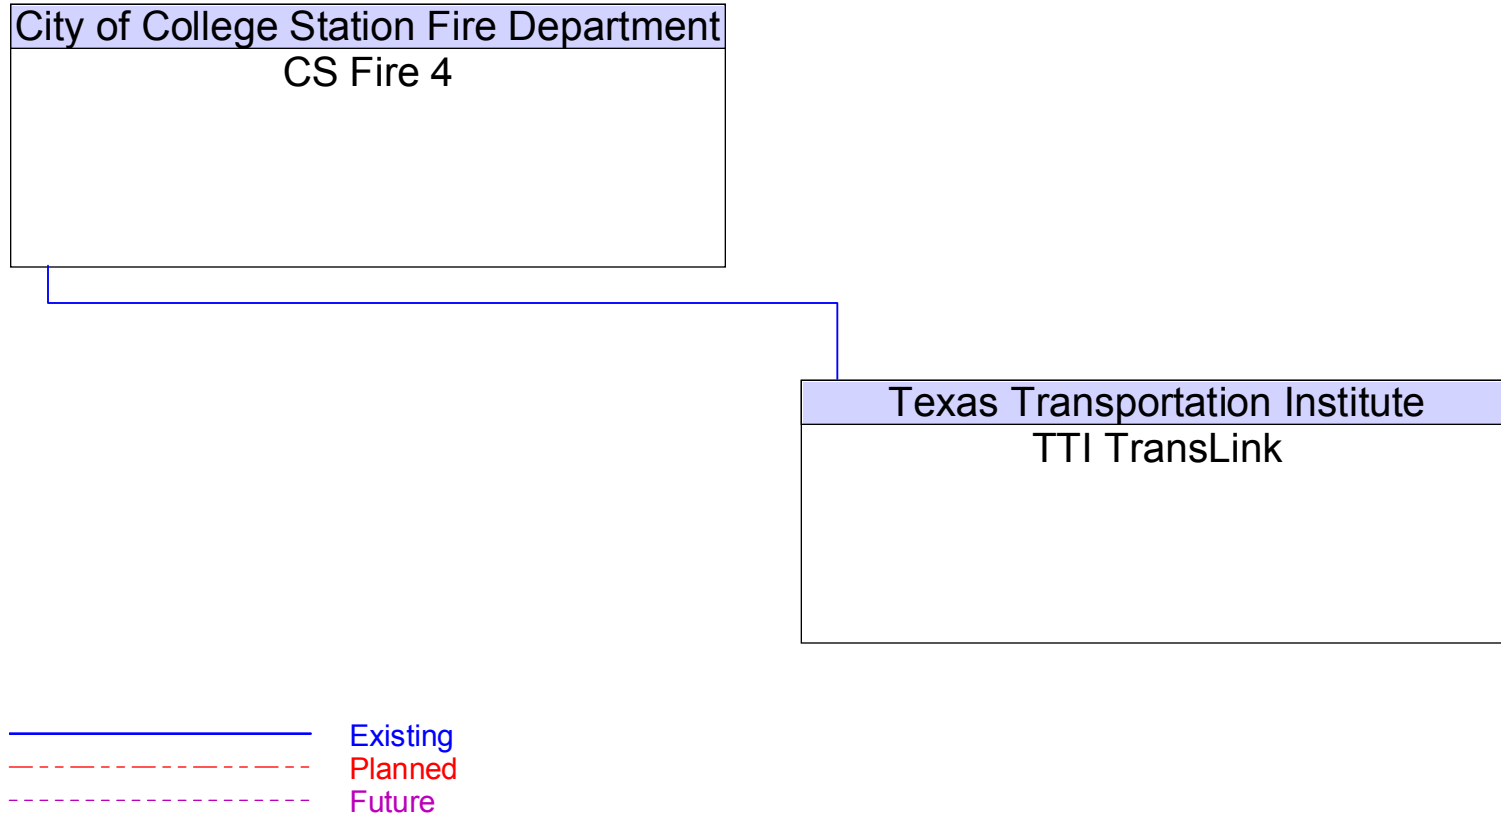 City of College Station Fire Department
CS Fire 4
Texas Transportation Institute
TTI TransLink
Existing
Planned
Future